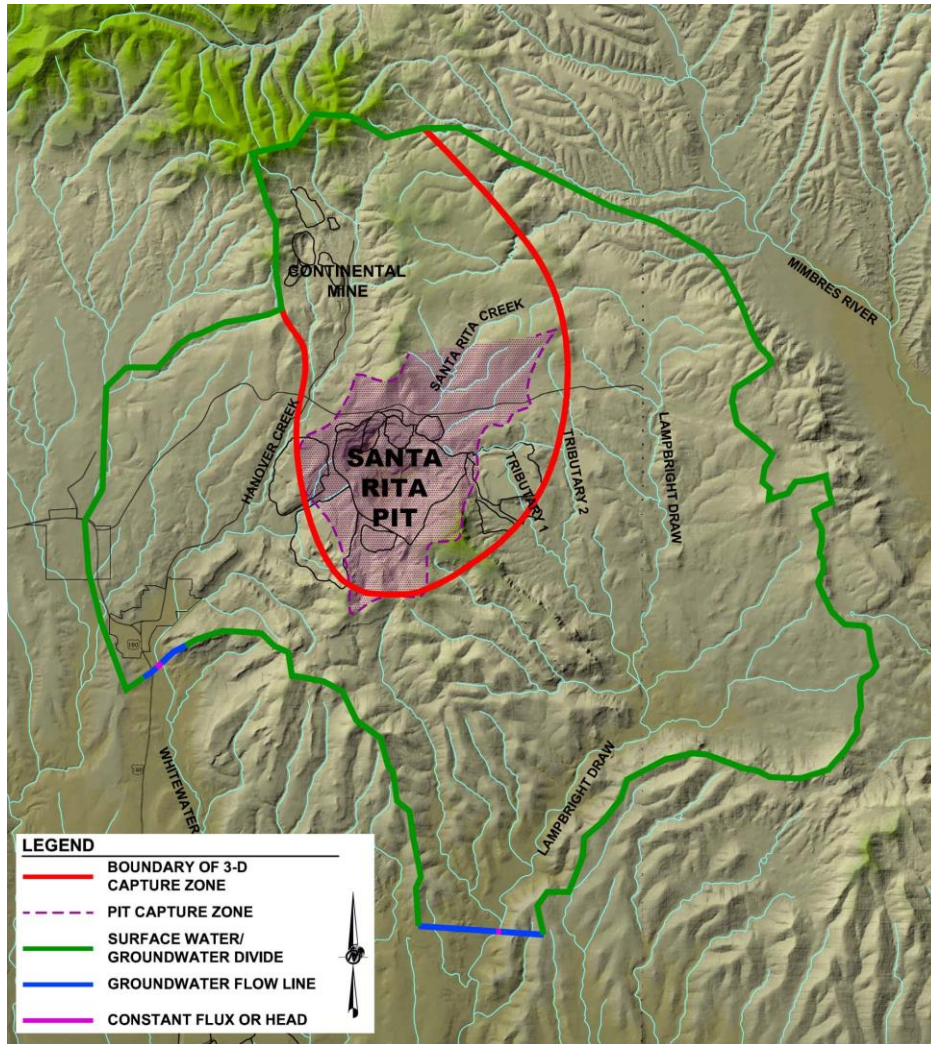 CONTINENTAL
MINE
MIMBRES RIVER
SANTA RITA CREEK
HANOVER CREEK
SANTA
RITA
PIT
TRIBUTARY 1
TRIBUTARY 2
LAMPBRIGHT DRAW
180
WHITEWATER
LAMPBRIGHT DRAW
LEGEND
BOUNDARY OF 3-D
CAPTURE ZONE
PIT CAPTURE ZONE
SURFACE WATER/
GROUNDWATER DIVIDE
GROUNDWATER FLOW LINE
CONSTANT FLUX OR HEAD